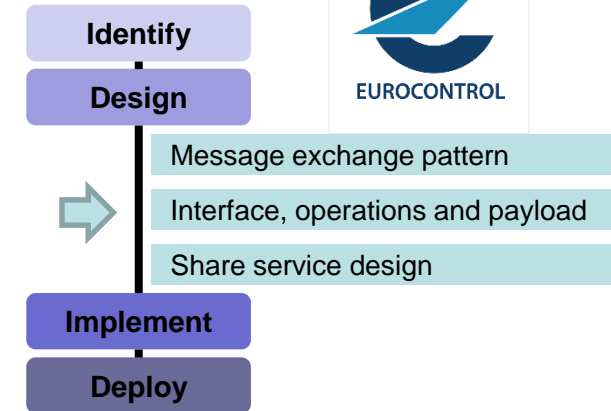 Identify
EUROCONTROL
Design
Message exchange pattern
Interface, operations and payload
Share service design
Implement
Deploy